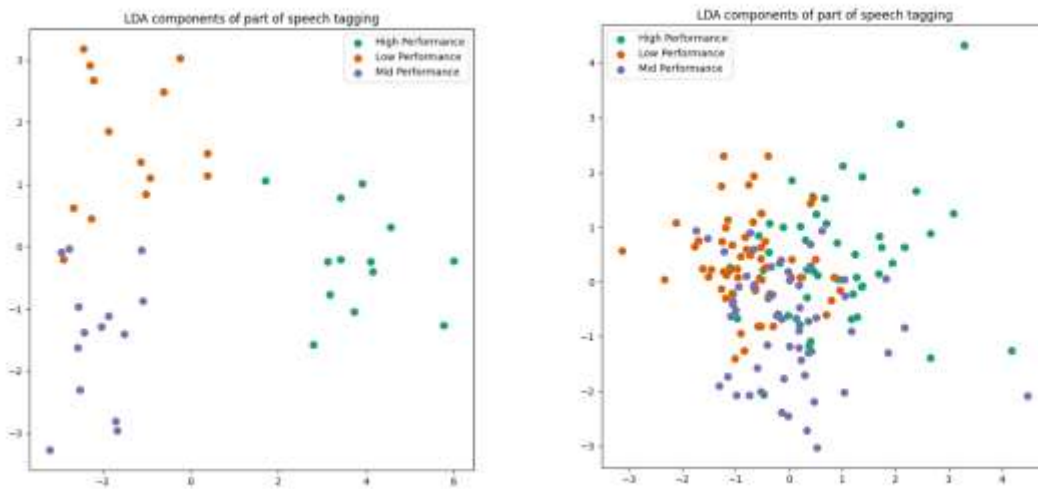 LDA components of part of speech tagging
High Performance
Low Performance
Mid Performance
3
2
1
0
−1
−2
−3
−2 0 2 4 6
LDA components of part of speech tagging
High Performance
Low Performance
Mid Performance
4
3
2
1
0
−1
−2
−3
−3 −2 −1 0 1 2 3 4